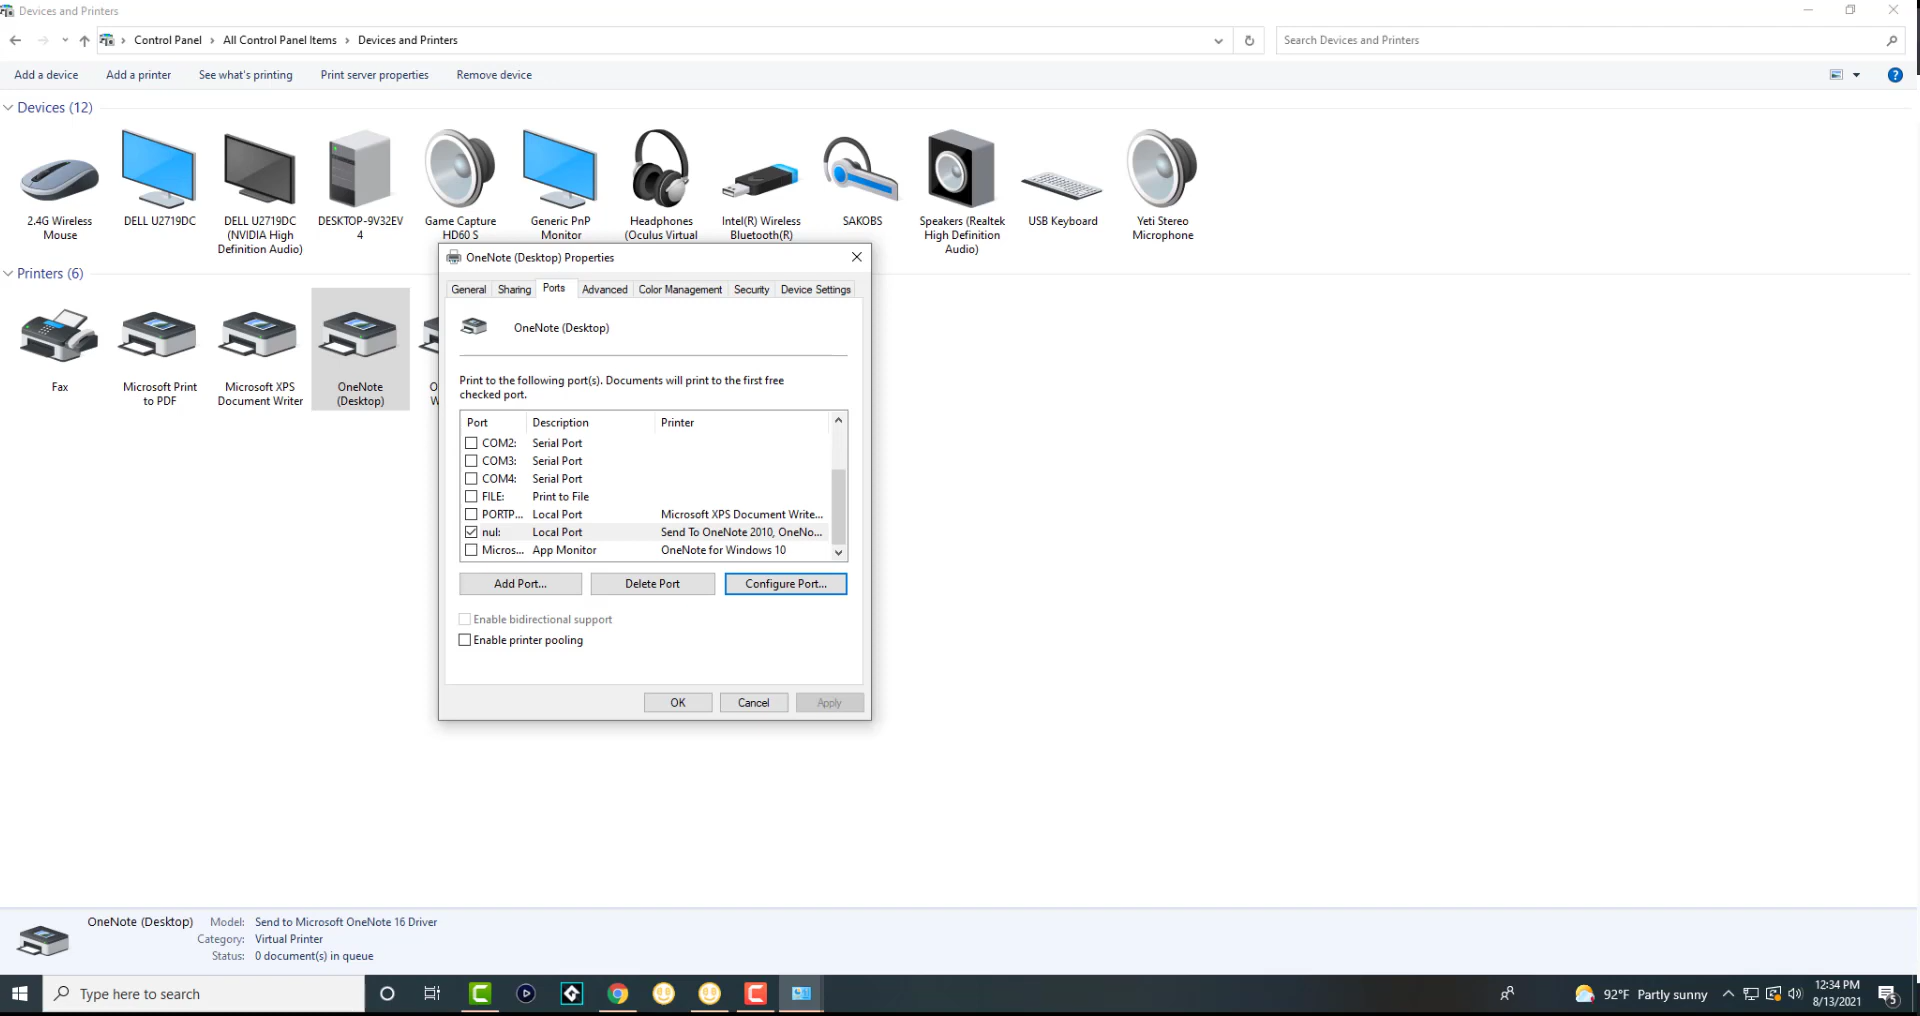 Devices and Printers
Control Panel > All Control Panel Items > Devices and Printers
Search Devices and Printers
Add a device
Add a printer
See what's printing
Print server properties
Remove device
Devices (12)
2.4G Wireless
Mouse
DELL U2719DC
DELL U2719DC
(NVIDIA High
Definition Audio)
DESKTOP-9V32EV
4
Game Capture
HD60 S
Generic PnP
Monitor
Headphones
(Oculus Virtual
Intel(R) Wireless
Bluetooth(R)
SAKOBS
Speakers (Realtek
High Definition
Audio)
USB Keyboard
Yeti Stereo
Microphone
Printers (6)
Fax
Microsoft Print
to PDF
Microsoft XPS
Document Writer
OneNote
(Desktop)
O
W
OneNote (Desktop) Properties
General
Sharing
Ports
Advanced
Color Management
Security
Device Settings
OneNote (Desktop)
Print to the following port(s). Documents will print to the first free
checked port.
Port Description Printer
COM2: Serial Port
COM3: Serial Port
COM4: Serial Port
FILE: Print to File
PORTP... Local Port Microsoft XPS Document Write...
nul: Local Port Send To OneNote 2010, OneNo...
Micros... App Monitor OneNote for Windows 10
Add Port...
Delete Port
Configure Port...
Enable bidirectional support
Enable printer pooling
OK
Cancel
Apply
OneNote (Desktop)
Model: Send to Microsoft OneNote 16 Driver
Category: Virtual Printer
Status: 0 document(s) in queue
Type here to search
92°F Partly sunny
12:34 PM
8/13/2021
5